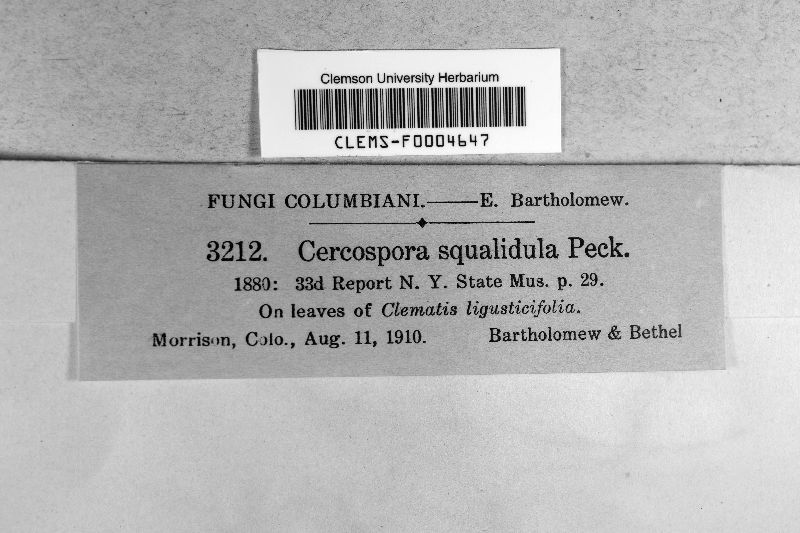 Clemson University Herbarium
CLEMS-F0004647
FUNGI COLUMBIANI.——E. Bartholomew.
3212. Cercospora squalidula Peck.
1880: 33d Report N. Y. State Mus. p. 29.
On leaves of Clematis ligusticifolia.
Morrison, Colo., Aug. 11, 1910. Bartholomew & Bethel